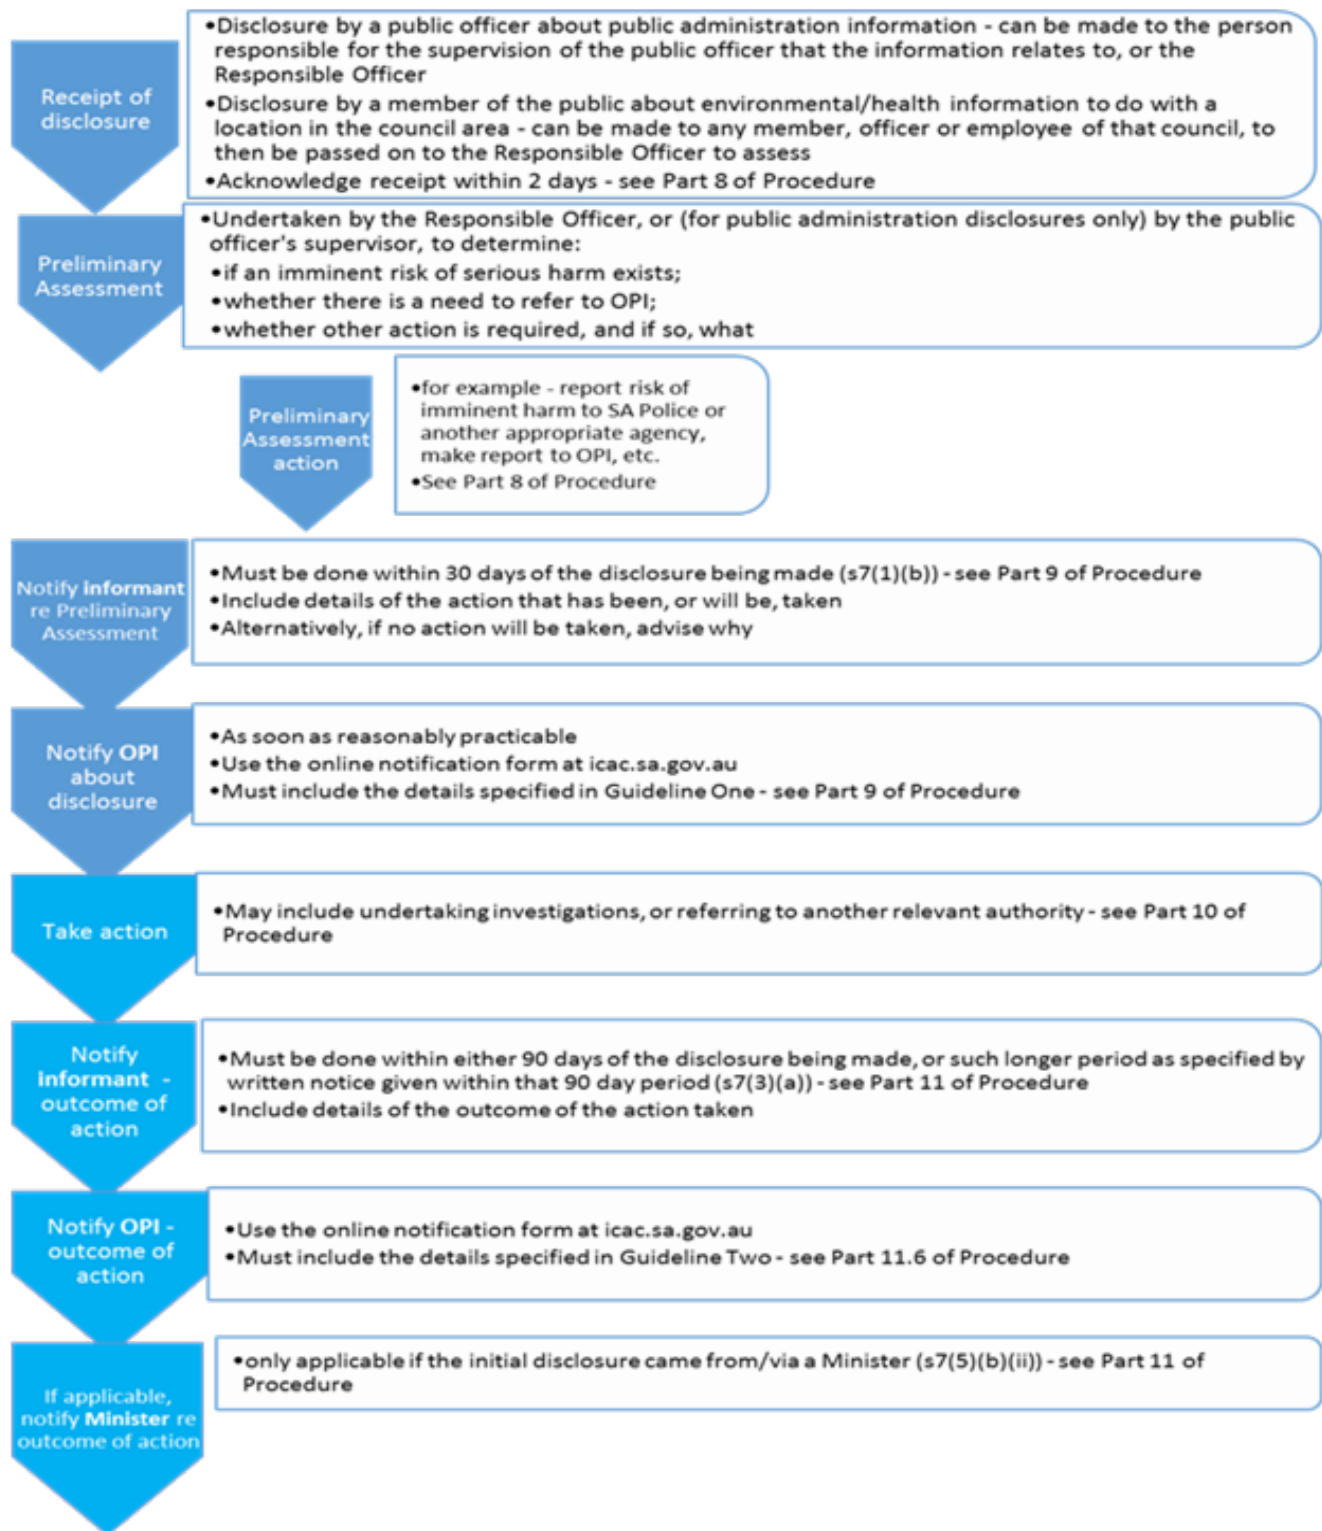 Receipt of
disclosure
•Disclosure by a public officer about public administration information - can be made to the person
responsible for the supervision of the public officer that the information relates to, or the
Responsible Officer
•Disclosure by a member of the public about environmental/health information to do with a
location in the council area - can be made to any member, officer or employee of that council, to
then be passed on to the Responsible Officer to assess
•Acknowledge receipt within 2 days - see Part 8 of Procedure
Preliminary
Assessment
•Undertaken by the Responsible Officer, or (for public administration disclosures only) by the public
officer's supervisor, to determine:
•if an imminent risk of serious harm exists;
•whether there is a need to refer to OPI;
•whether other action is required, and if so, what
Preliminary
Assessment
action
•for example - report risk of
imminent harm to SA Police or
another appropriate agency,
make report to OPI, etc.
•See Part 8 of Procedure
Notify informant
re Preliminary
Assessment
•Must be done within 30 days of the disclosure being made (s7(1)(b)) - see Part 9 of Procedure
•Include details of the action that has been, or will be, taken
•Alternatively, if no action will be taken, advise why
Notify OPI
about
disclosure
•As soon as reasonably practicable
•Use the online notification form at icac.sa.gov.au
•Must include the details specified in Guideline One - see Part 9 of Procedure
Take action
•May include undertaking investigations, or referring to another relevant authority - see Part 10 of
Procedure
Notify
informant -
outcome of
action
•Must be done within either 90 days of the disclosure being made, or such longer period as specified by
written notice given within that 90 day period (s7(3)(a)) - see Part 11 of Procedure
•Include details of the outcome of the action taken
Notify OPI -
outcome of
action
•Use the online notification form at icac.sa.gov.au
•Must include the details specified in Guideline Two - see Part 11.6 of Procedure
If applicable,
notify Minister re
outcome of action
•only applicable if the initial disclosure came from/via a Minister (s7(5)(b)(ii)) - see Part 11 of
Procedure